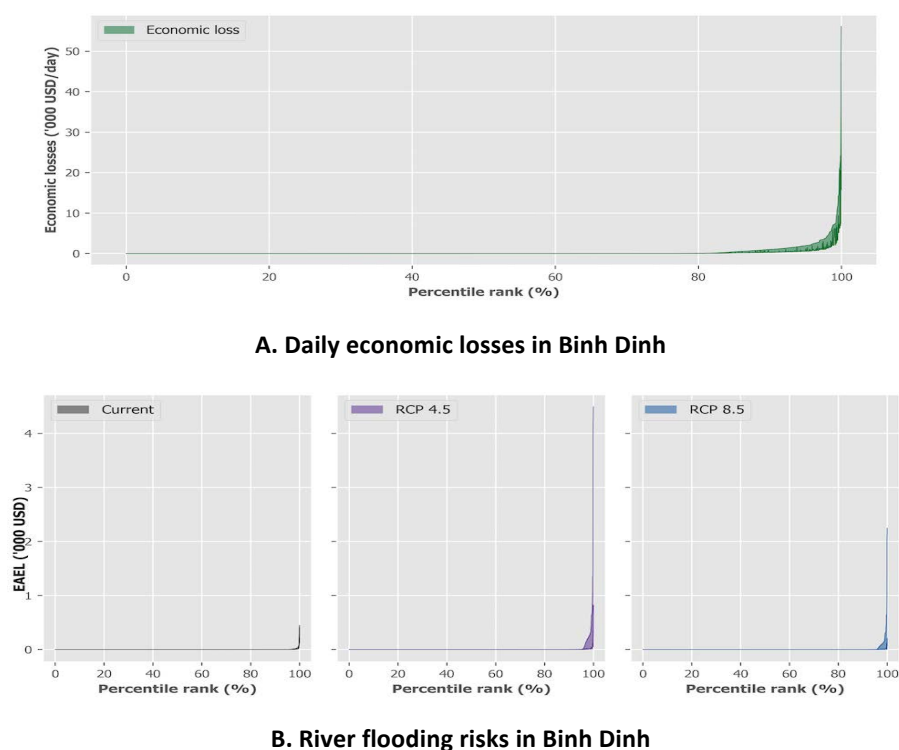 Economic loss
Economic losses ('000 USD/day)
50
40
30
20
10
0
0 20 40 60 80 100
Percentile rank (%)
A. Daily economic losses in Binh Dinh
Current
RCP 4.5
RCP 8.5
EAEL ('000 USD)
4
3
2
1
0
0 20 40 60 80 100
0 20 40 60 80 100
0 20 40 60 80 100
Percentile rank (%)
Percentile rank (%)
Percentile rank (%)
B. River flooding risks in Binh Dinh